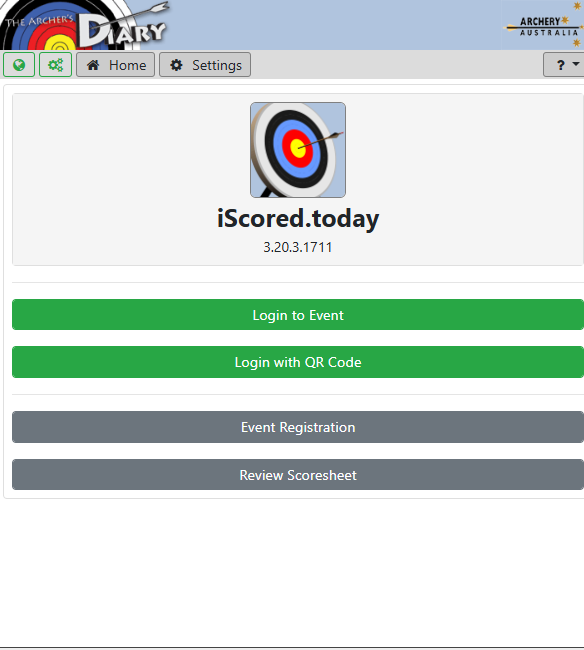 THE ARCHER'S DIARY
ARCHERY
AUSTRALIA
Home Settings ?
iScored.today
3.20.3.1711
Login to Event
Login with QR Code
Event Registration
Review Scoresheet